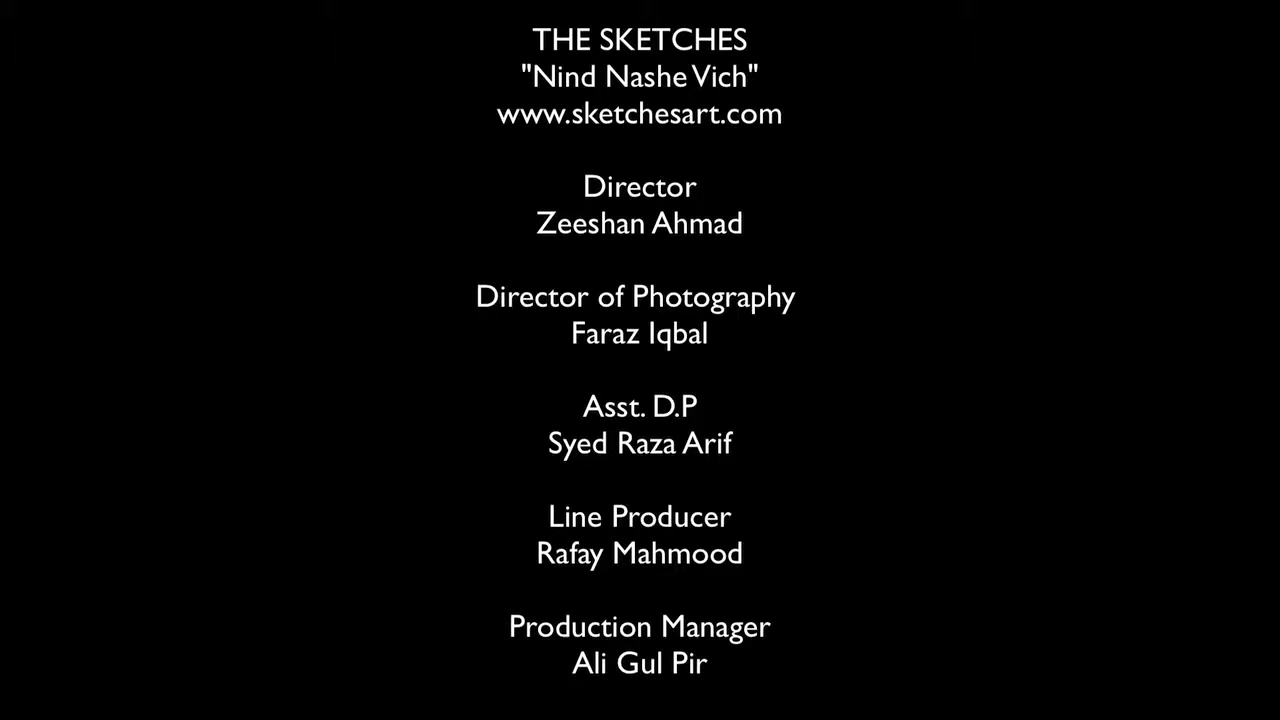 THE SKETCHES
"Nind Nashe Vich"
www.sketchesart.com
Director
Zeeshan Ahmad
Director of Photography
Faraz Iqbal
Asst. D.P
Syed Raza Arif
Line Producer
Rafay Mahmood
Production Manager
Ali Gul Pir